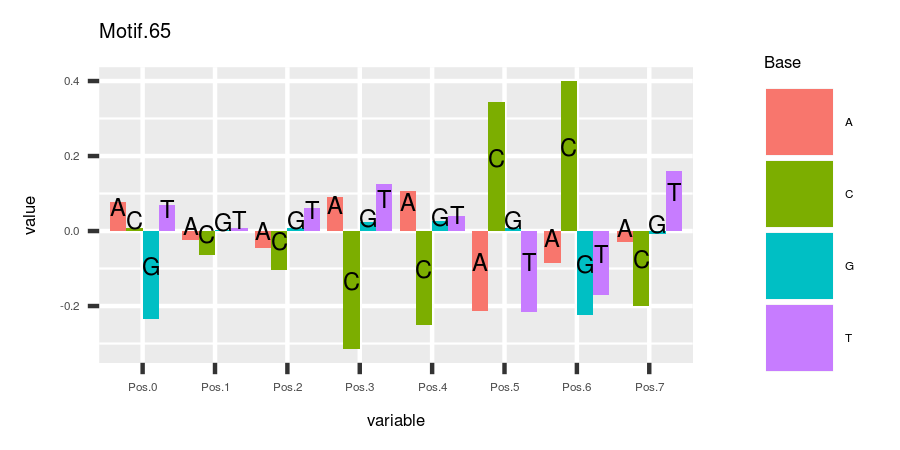 Motif.65
Base
A
C
G
T
value
0.4
0.2
0.0
-0.2
A C G T A C G T A C G T A C G T A C G T A C G T A C G T A C G T
Pos.0 Pos.1 Pos.2 Pos.3 Pos.4 Pos.5 Pos.6 Pos.7
variable